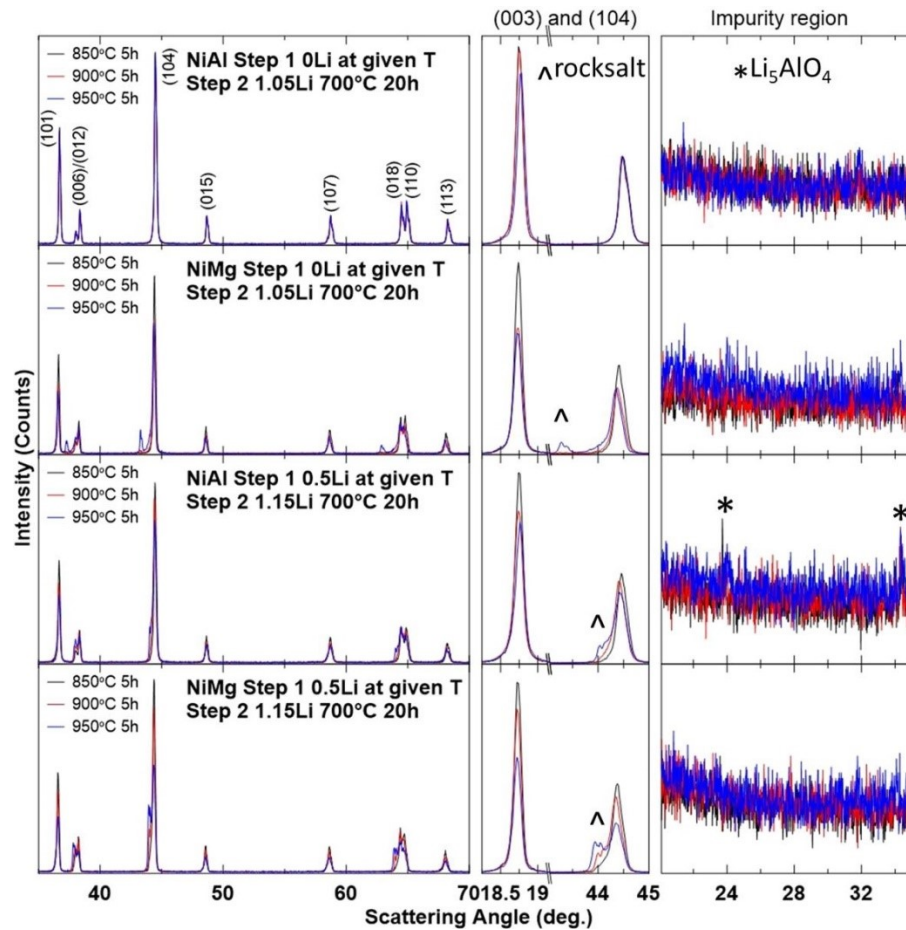 (003) and (104)
Impurity region
850°C 5h
900°C 5h
950°C 5h
NiAl Step 1 0Li at given T
Step 2 1.05Li 700°C 20h
(101)
(006)/(012)
(104)
(015)
(107)
(018)
(110)
(113)
^rocksalt
*Li5AlO4
850°C 5h
900°C 5h
950°C 5h
NiMg Step 1 0Li at given T
Step 2 1.05Li 700°C 20h
^
850°C 5h
900°C 5h
950°C 5h
NiAl Step 1 0.5Li at given T
Step 2 1.15Li 700°C 20h
^
*
*
850°C 5h
900°C 5h
950°C 5h
NiMg Step 1 0.5Li at given T
Step 2 1.15Li 700°C 20h
^
Intensity (Counts)
40 50 60 70 18.5 19 44 45 24 28 32
Scattering Angle (deg.)